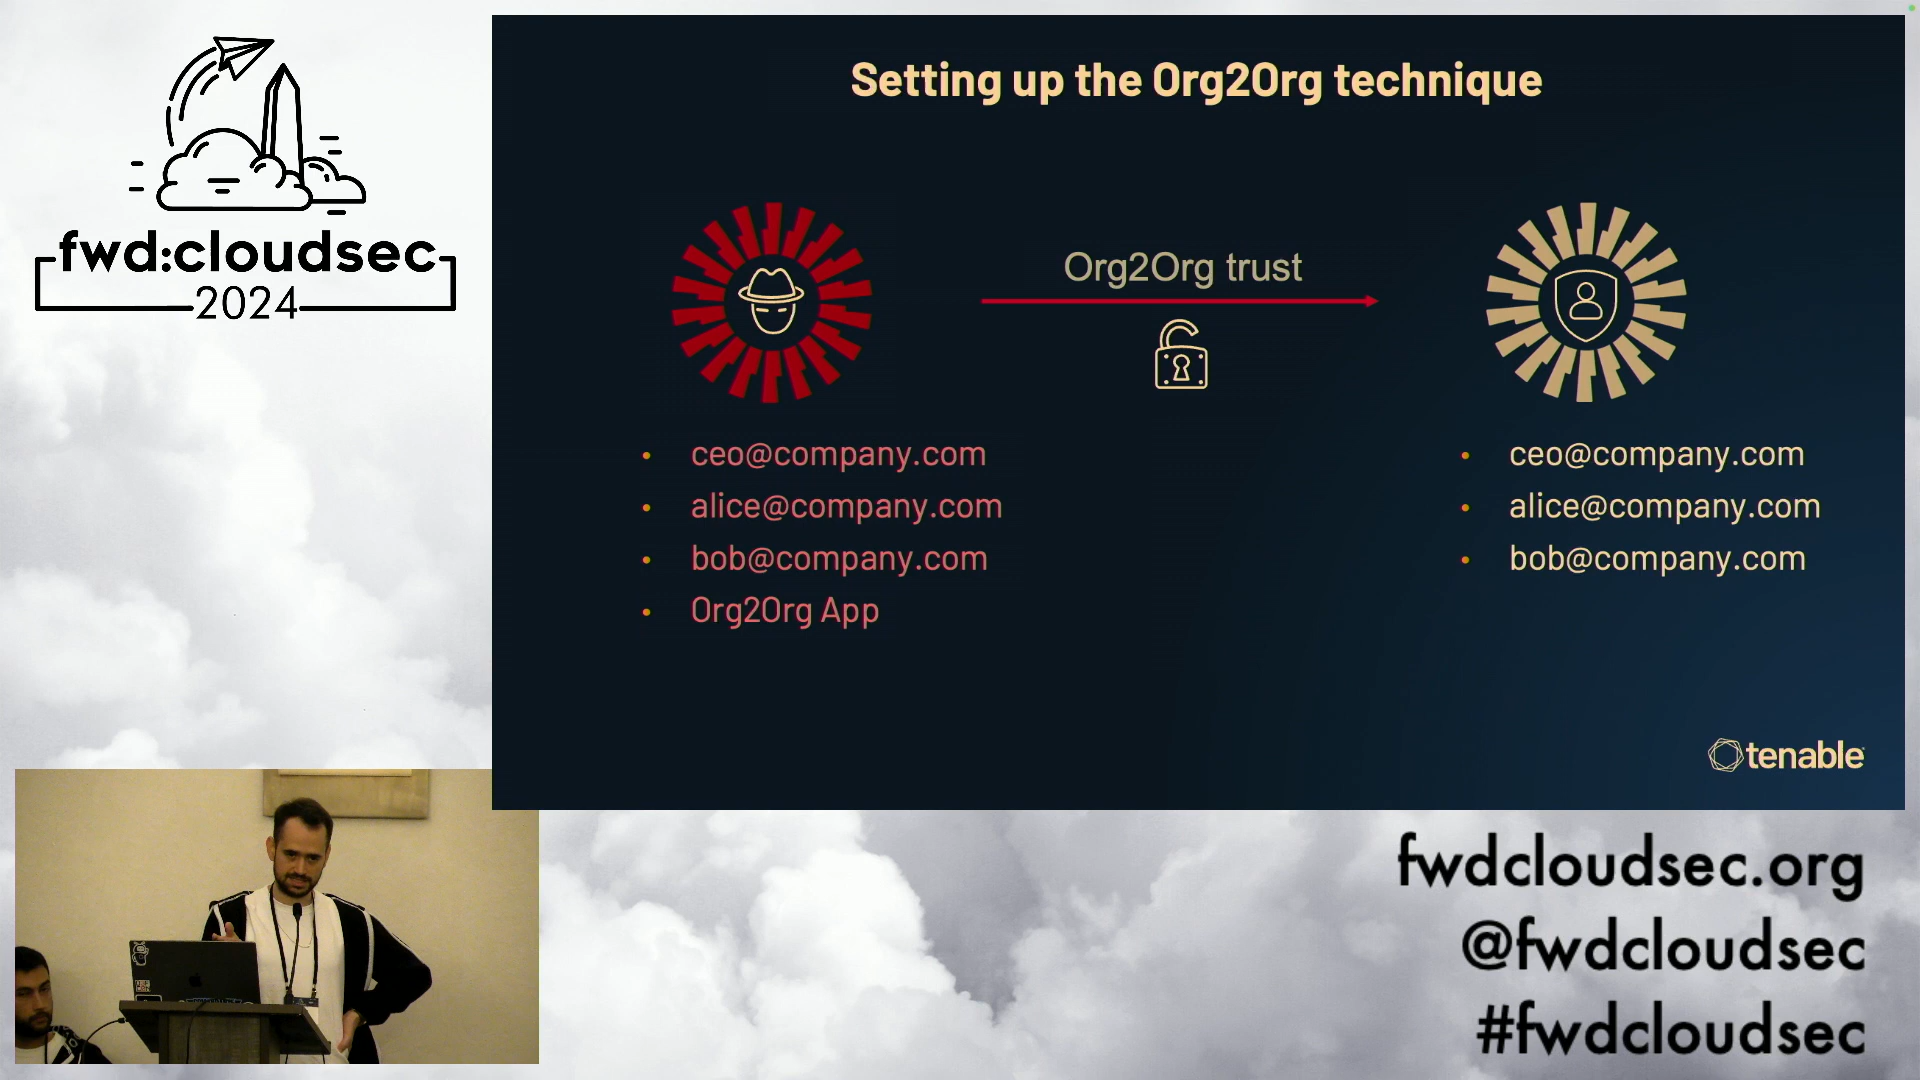 fwd:cloudsec
2024
Setting up the Org2Org technique
Org2Org trust
• ceo@company.com
• alice@company.com
• bob@company.com
• Org2Org App
• ceo@company.com
• alice@company.com
• bob@company.com
tenable
fwdcloudsec.org
@fwdcloudsec
#fwdcloudsec